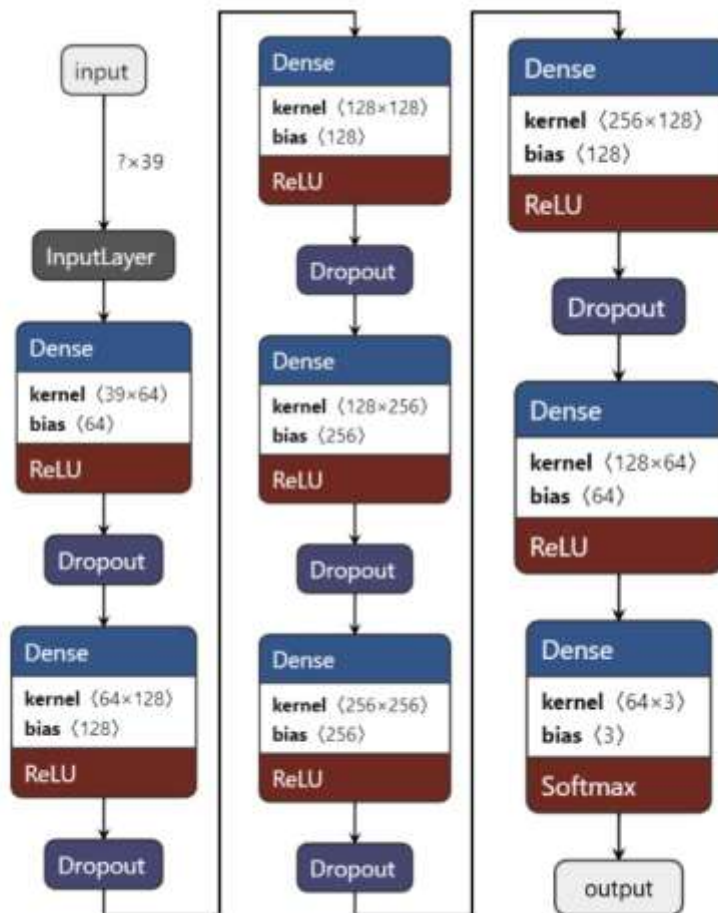 input
?×39
InputLayer
Dense
kernel ⟨39×64⟩
bias ⟨64⟩
ReLU
Dropout
Dense
kernel ⟨64×128⟩
bias ⟨128⟩
ReLU
Dropout
Dense
kernel ⟨128×128⟩
bias ⟨128⟩
ReLU
Dropout
Dense
kernel ⟨128×256⟩
bias ⟨256⟩
ReLU
Dropout
Dense
kernel ⟨256×256⟩
bias ⟨256⟩
ReLU
Dropout
Dense
kernel ⟨256×128⟩
bias ⟨128⟩
ReLU
Dropout
Dense
kernel ⟨128×64⟩
bias ⟨64⟩
ReLU
Dense
kernel ⟨64×3⟩
bias ⟨3⟩
Softmax
output